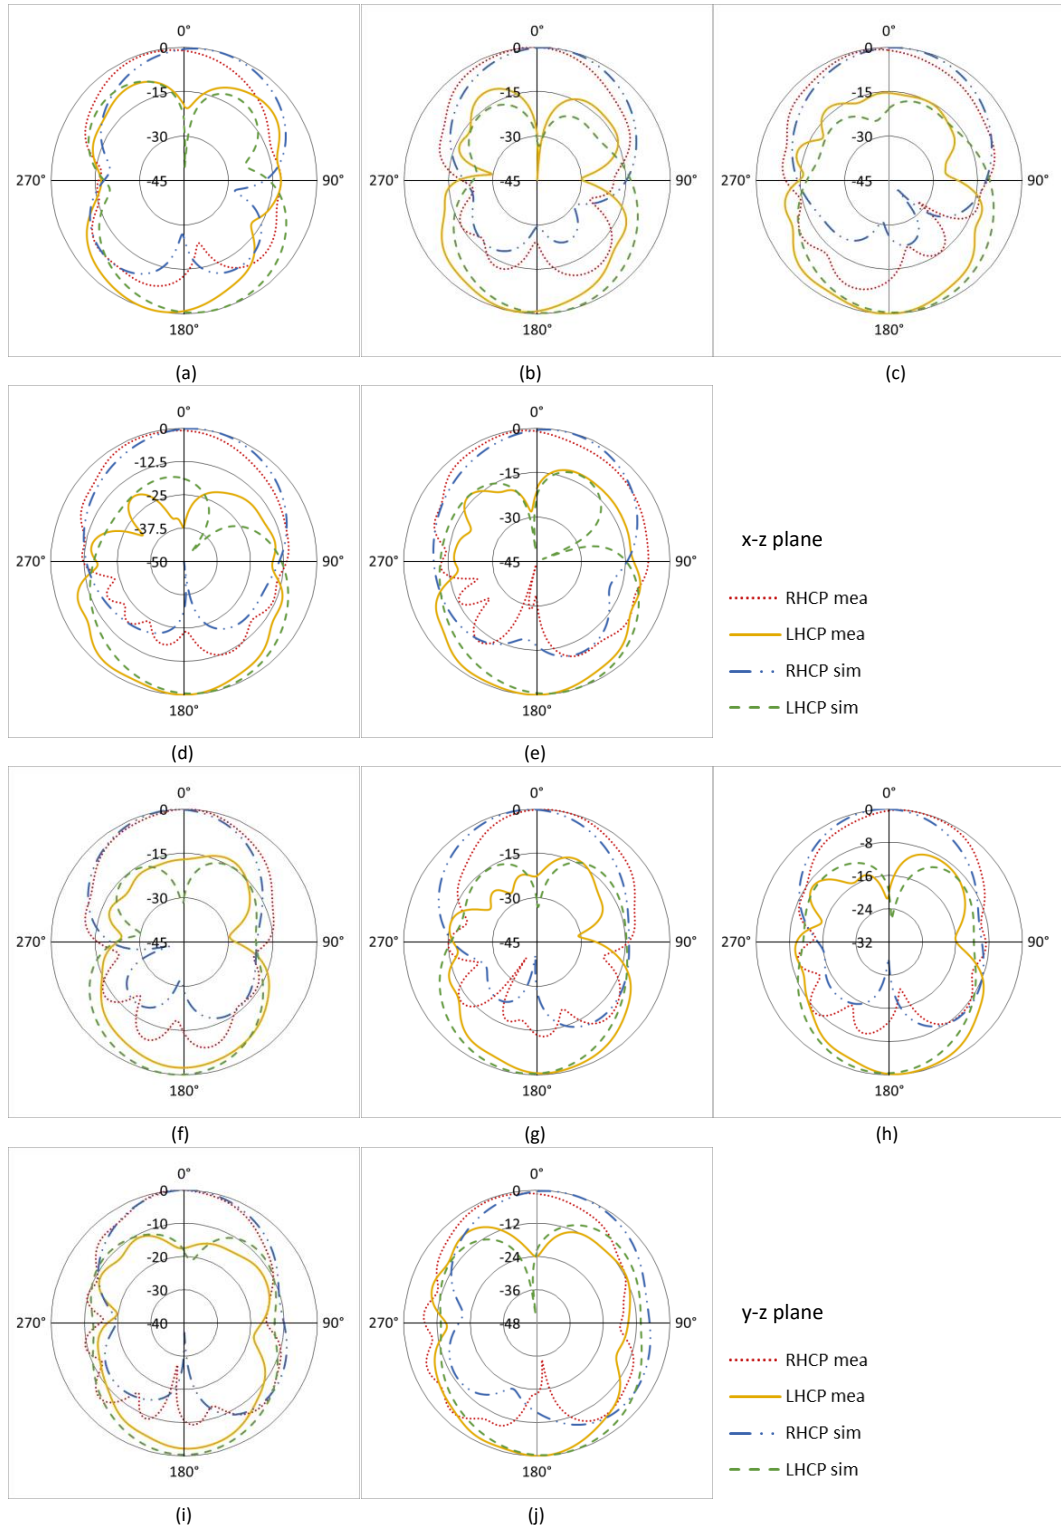 0° 0° 0°
0 0 0
-15 -15 -15
-30 -30 -30
270° -45 90° 270° -45 90° 270° -45 90°
180° 180° 180°
(a) (b) (c)
0° 0°
0 0
-12.5 -15
-25 -30
-37.5
270° -50 90° 270° -45 90°
180° 180°
(d) (e)
x-z plane
RHCP mea
LHCP mea
RHCP sim
LHCP sim
0° 0° 0°
0 0 0
-15 -15 -8
-30 -30 -16
-24
270° -45 90° 270° -45 90° 270° -32 90°
180° 180° 180°
(f) (g) (h)
0° 0°
0 0
-10 -12
-20 -24
-30 -36
270° -40 90° 270° -48 90°
180° 180°
(i) (j)
y-z plane
RHCP mea
LHCP mea
RHCP sim
LHCP sim